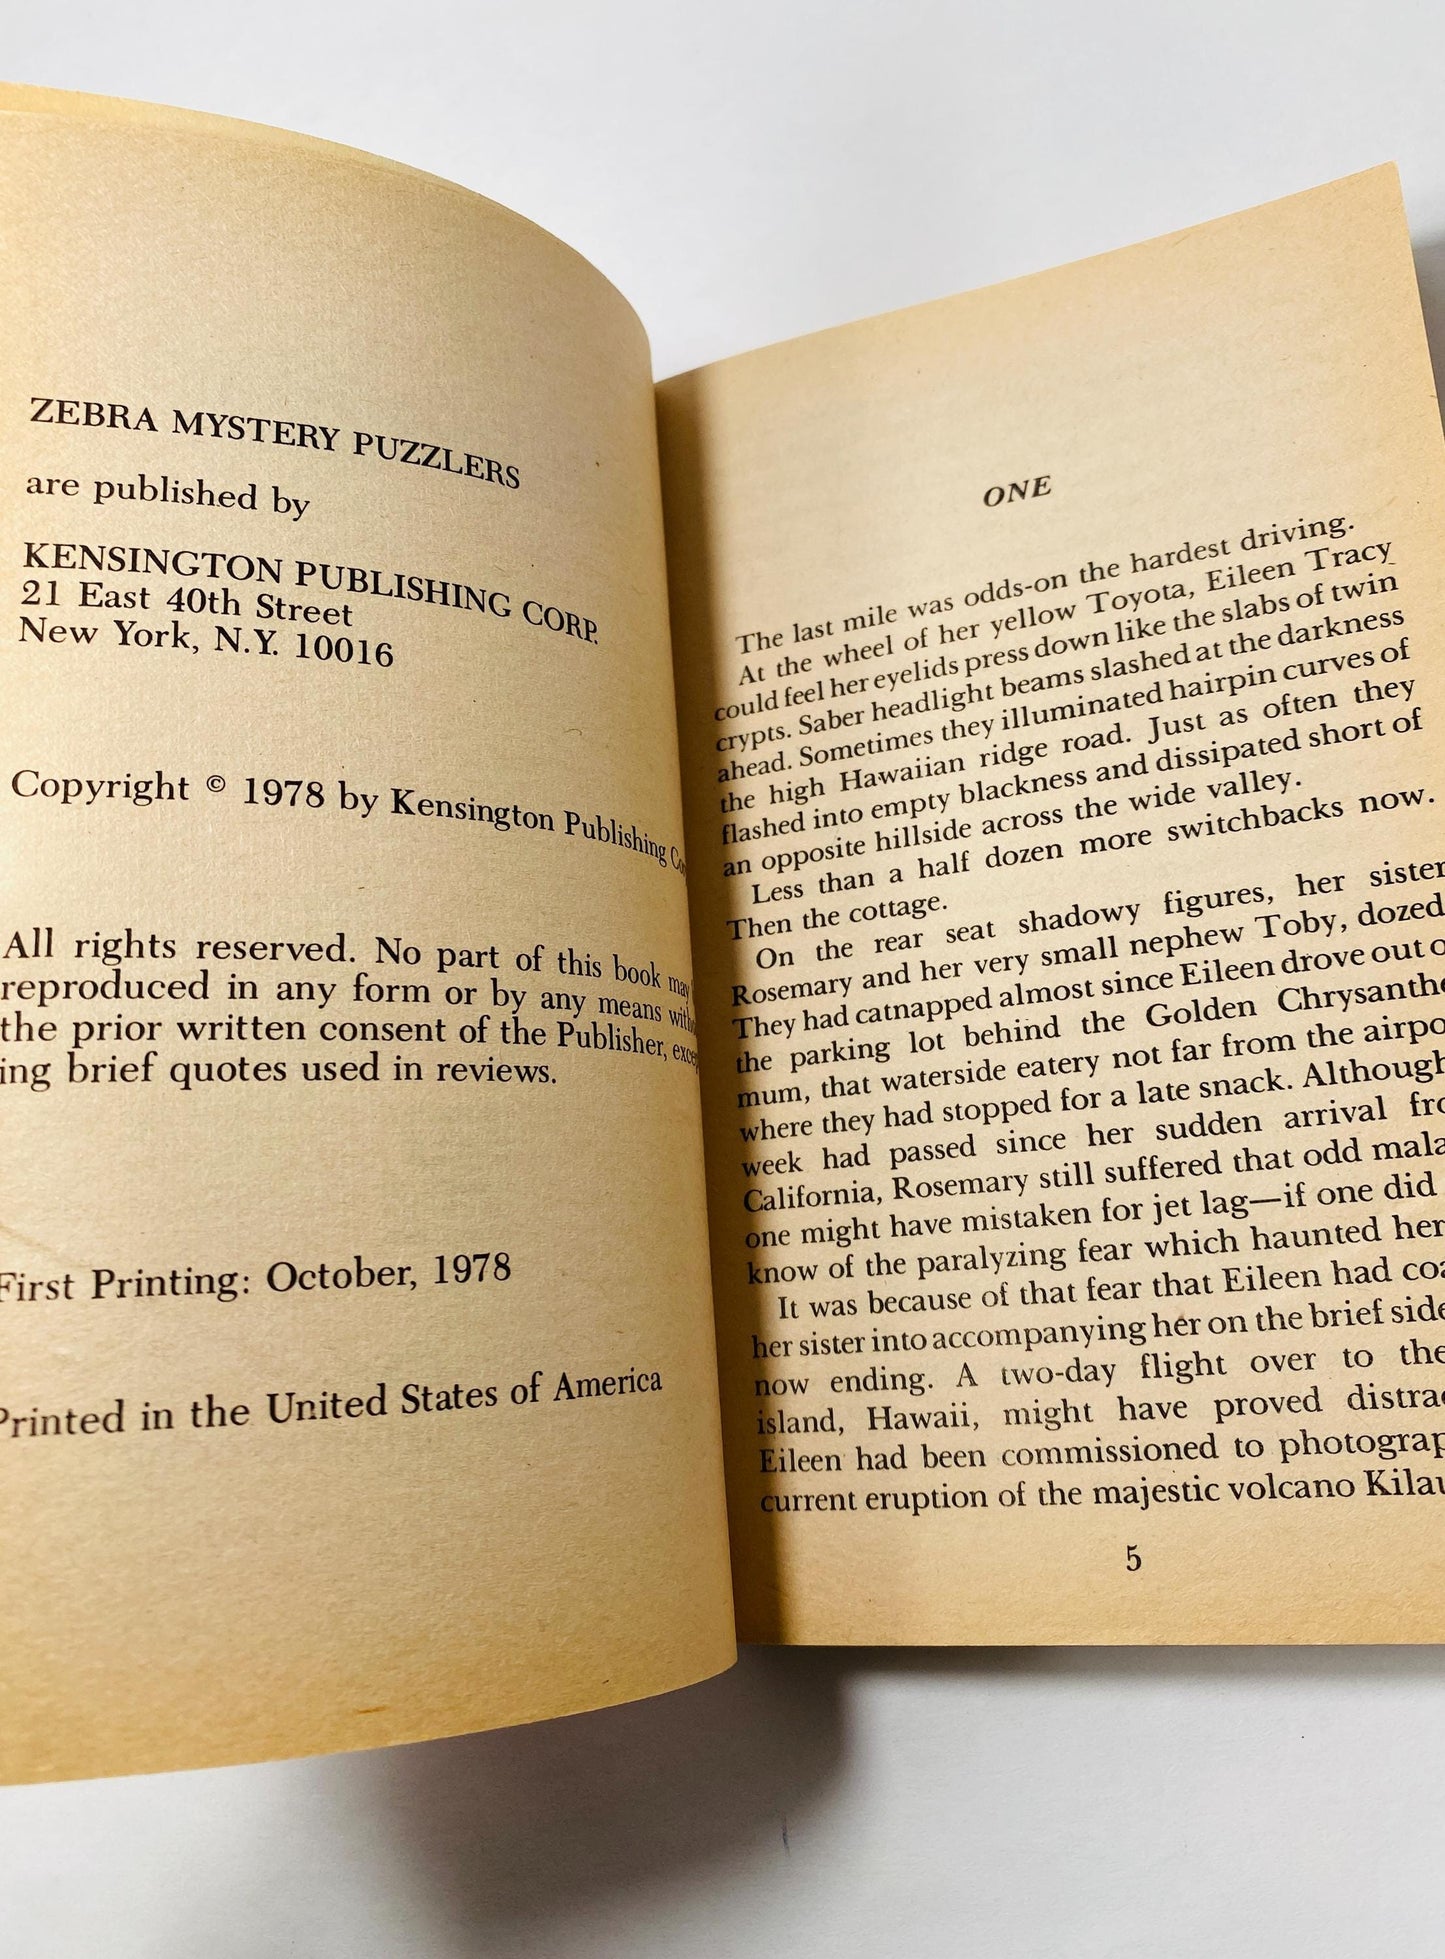 ZEBRA MYSTERY PUZZLERS
are published by
KENSINGTON PUBLISHING CORP.
21 East 40th Street
New York, N.Y. 10016
Copyright © 1978 by Kensington Publishing
All rights reserved. No part of this book may
reproduced in any form or by any means
the prior written consent of the Publisher,
ing brief quotes used in reviews.
First Printing: October, 1978
Printed in the United States of America
ONE
The last mile was odds-on the hardest driving.
At the wheel of her yellow Toyota, Eileen Tracy
could feel her eyelids press down like the slabs of twin
crypts. Saber headlight beams slashed at the darkness
ahead. Sometimes they illuminated hairpin curves of
the high Hawaiian ridge road. Just as often they
flashed into empty blackness and dissipated short of
an opposite hillside across the wide valley.
Less than a half dozen more switchbacks now.
Then the cottage.
On the rear seat shadowy figures, her sister
Rosemary and her very small nephew Toby, dozed
They had catnapped almost since Eileen drove out
the parking lot behind the Golden
mum, that waterside eatery not far from the
where they had stopped for a late snack. Although
week had passed since her sudden arrival
California, Rosemary still suffered that odd
one might have mistaken for jet lag—if one did
know of the paralyzing fear which haunted her
It was because of that fear that Eileen had
her sister into accompanying her on the brief
now ending. A two-day flight over to the
island, Hawaii, might have proved
Eileen had been commissioned to
current eruption of the majestic volcano
5